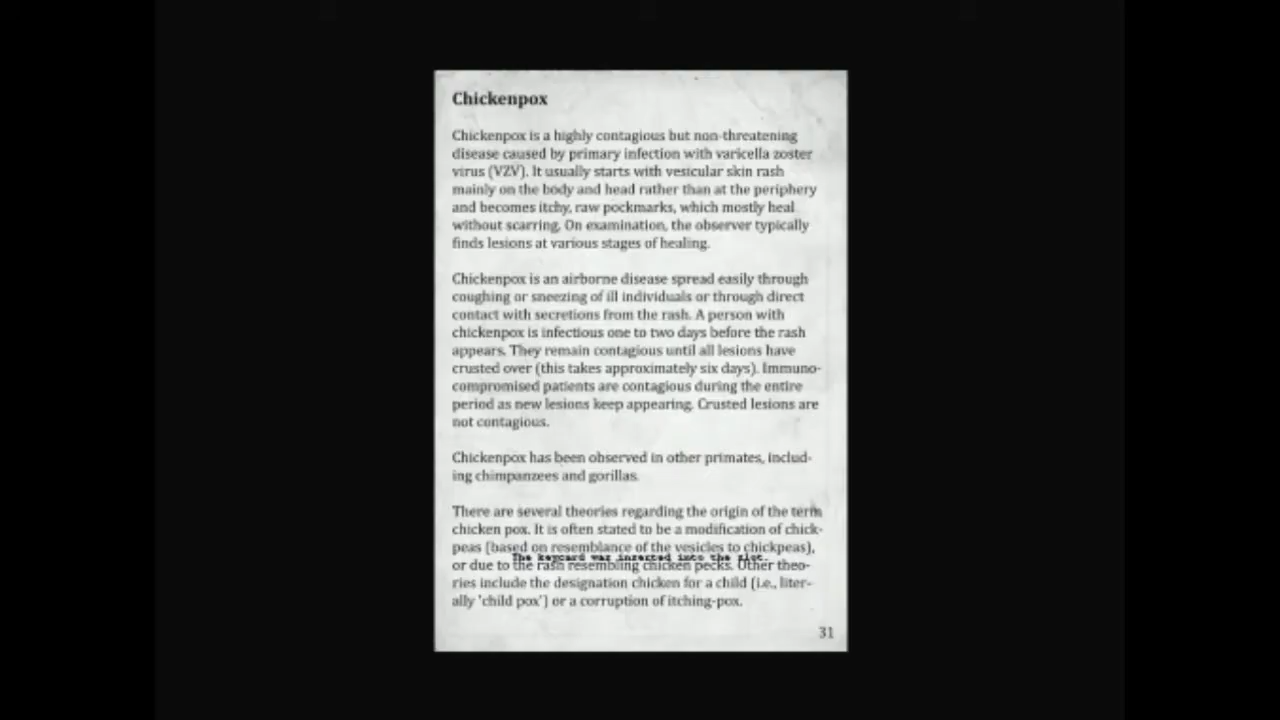 Chickenpox
Chickenpox is a highly contagious but non-threatening
disease caused by primary infection with varicella zoster
virus (VZV). It usually starts with vesicular skin rash
mainly on the body and head rather than at the periphery
and becomes itchy, raw pockmarks, which mostly heal
without scarring. On examination, the observer typically
finds lesions at various stages of healing.
Chickenpox is an airborne disease spread easily through
coughing or sneezing of ill individuals or through direct
contact with secretions from the rash. A person with
chickenpox is infectious one to two days before the rash
appears. They remain contagious until all lesions have
crusted over (this takes approximately six days). Immuno-
compromised patients are contagious during the entire
period as new lesions keep appearing. Crusted lesions are
not contagious.
Chickenpox has been observed in other primates, includ-
ing chimpanzees and gorillas.
There are several theories regarding the origin of the term
chicken pox. It is often stated to be a modification of chick-
peas (based on resemblance of the vesicles to chickpeas),
The keycard was inserted into the slot.
or due to the rash resembling chicken pecks. Other theo-
ries include the designation chicken for a child (i.e., liter-
ally 'child pox') or a corruption of itching-pox.
31